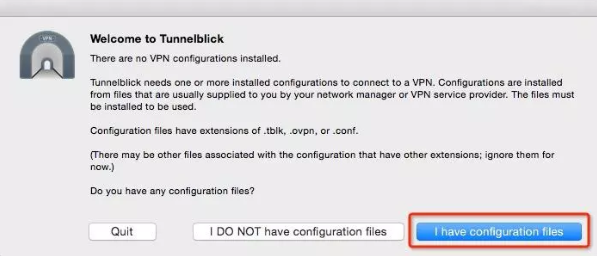 VPN
Welcome to Tunnelblick
There are no VPN configurations installed.
Tunnelblick needs one or more installed configurations to connect to a VPN. Configurations are installed
from files that are usually supplied to you by your network manager or VPN service provider. The files must
be installed to be used.
Configuration files have extensions of .tblk, .ovpn, or .conf.
(There may be other files associated with the configuration that have other extensions; ignore them for
now.)
Do you have any configuration files?
Quit
I DO NOT have configuration files
I have configuration files